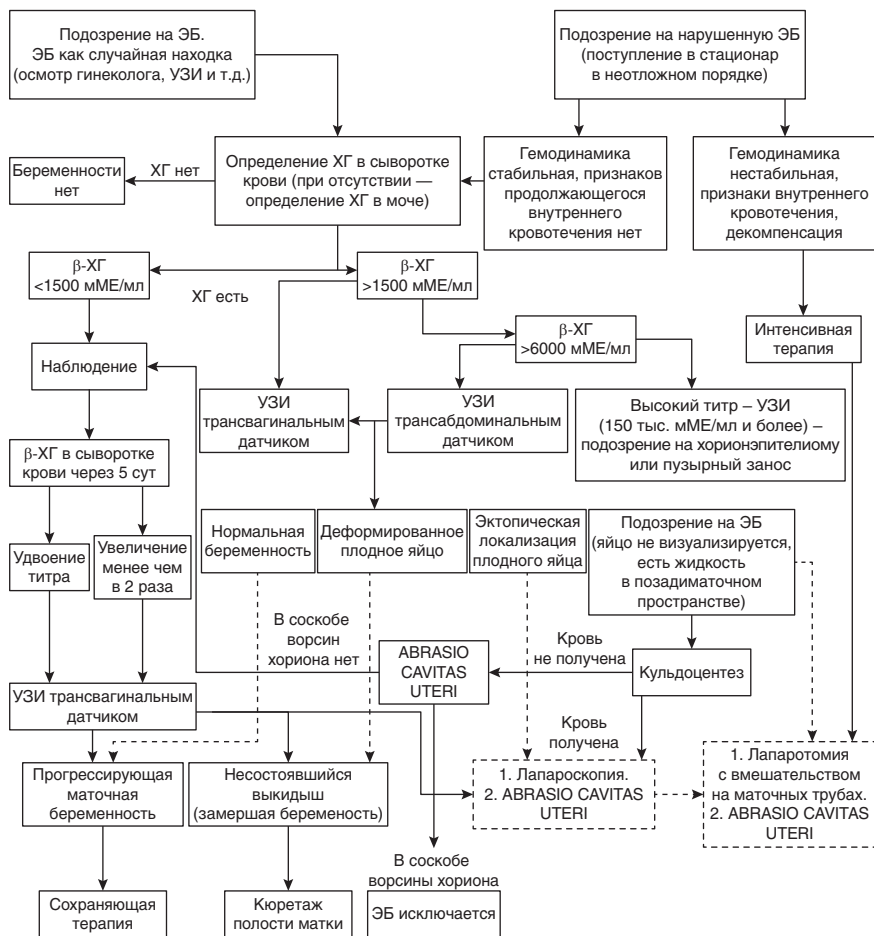 Подозрение на ЭБ.
ЭБ как случайная находка
(осмотр гинеколога, УЗИ и т.д.)
Подозрение на нарушенную ЭБ
(поступление в стационар
в неотложном порядке)
Беременности
нет
ХГ нет
Определение ХГ в сыворотке
крови (при отсутствии —
определение ХГ в моче)
Гемодинамика
стабильная, признаков
продолжающегося
внутреннего
кровотечения нет
Гемодинамика
нестабильная,
признаки внутреннего
кровотечения,
декомпенсация
β-ХГ
<1500 мМЕ/мл
ХГ есть
β-ХГ
>1500 мМЕ/мл
β-ХГ
>6000 мМЕ/мл
Интенсивная
терапия
Наблюдение
УЗИ
трансвагинальным
датчиком
УЗИ
трансабдоминальным
датчиком
Высокий титр – УЗИ
(150 тыс. мМЕ/мл и более) –
подозрение на хорионэпителиому
или пузырный занос
β-ХГ в сыворотке
крови через 5 сут
Удвоение
титра
Увеличение
менее чем
в 2 раза
Нормальная
беременность
Деформированное
плодное яйцо
Эктопическая
локализация
плодного яйца
Подозрение на ЭБ
(яйцо не визуализируется,
есть жидкость
в позадиматочном
пространстве)
В соскобе
ворсин
хориона нет
ABRASIO
CAVITAS
UTERI
Кровь
не получена
Кульдоцентез
УЗИ трансвагинальным
датчиком
Кровь
получена
Прогрессирующая
маточная
беременность
Несостоявшийся
выкидыш
(замершая беременость)
1. Лапароскопия.
2. ABRASIO CAVITAS
UTERI
1. Лапаротомия
с вмешательством
на маточных трубах.
2. ABRASIO CAVITAS
UTERI
В соскобе
ворсины хориона
Сохраняющая
терапия
Кюретаж
полости матки
ЭБ исключается